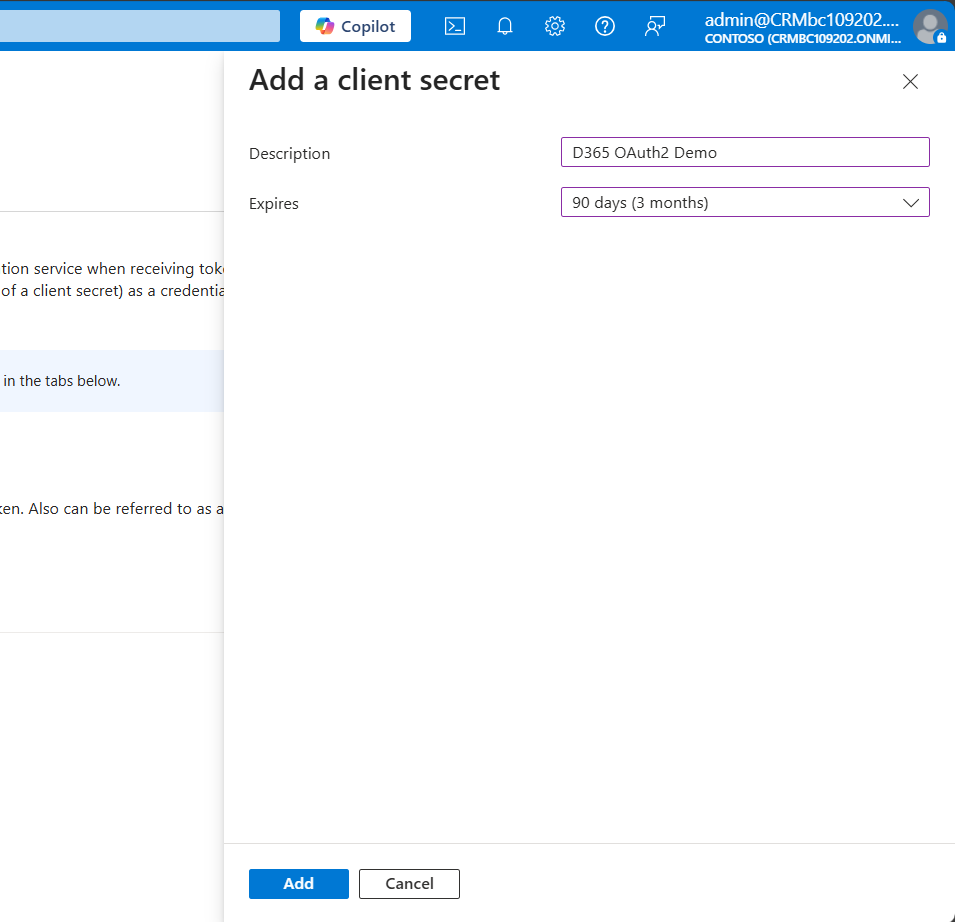 Copilot
admin@CRMbc109202....
CONTOSO (CRMBC109202.ONMI...
Add a client secret
Description
D365 OAuth2 Demo
Expires
90 days (3 months)
tion service when receiving tok
of a client secret) as a credentia
in the tabs below.
ken. Also can be referred to as a
Add
Cancel